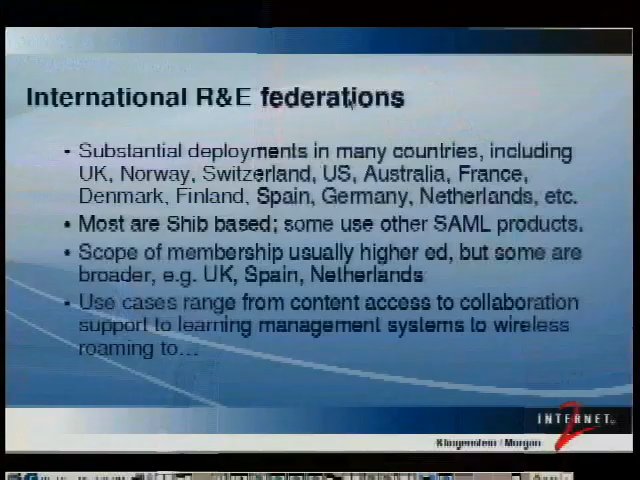 International R&E federations
• Substantial deployments in many countries, including
UK, Norway, Switzerland, US, Australia, France,
Denmark, Finland, Spain, Germany, Netherlands, etc.
• Most are Shib based; some use other SAML products.
• Scope of membership usually higher ed, but some are
broader, e.g. UK, Spain, Netherlands
• Use cases range from content access to collaboration
support to learning management systems to wireless
roaming to…
INTERNET 2
Klingenstein / Morgan